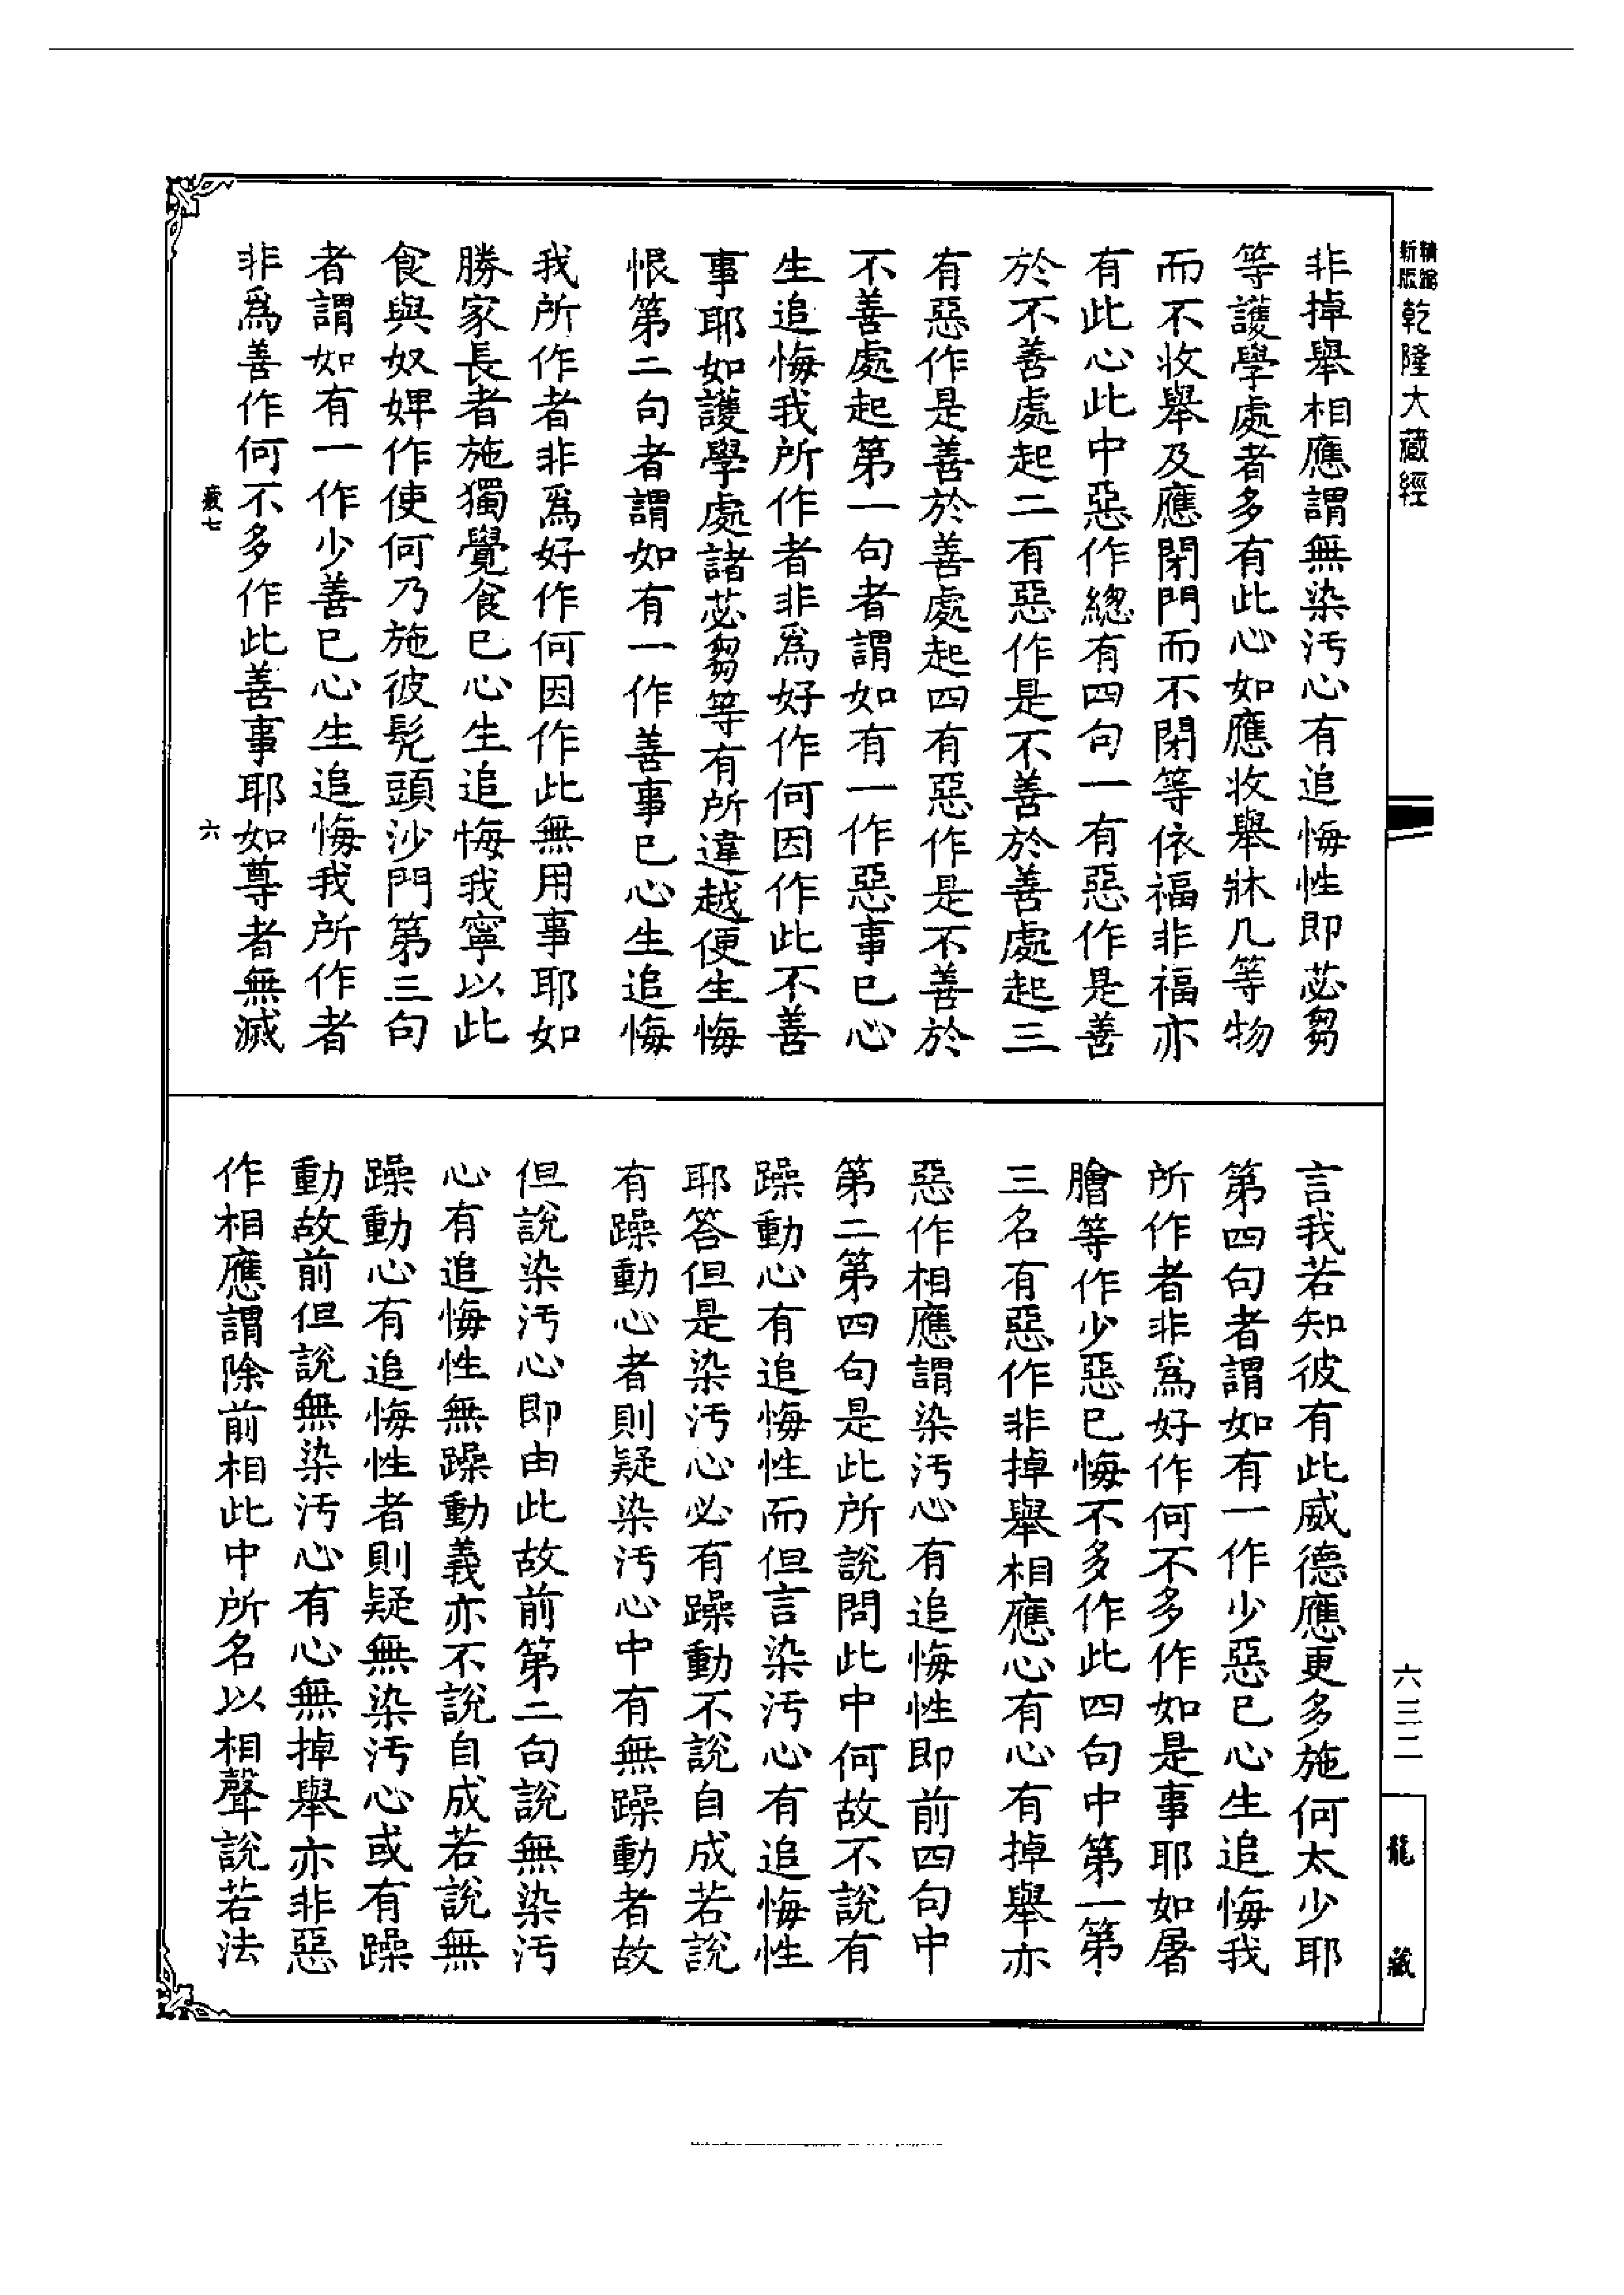 新版 精縮 乾隆大藏經
非掉舉相應謂無染汚心有追悔性即苾芻
等護學處者多有此心如應收舉牀几等物
而不收舉及應閉門而不閉等依福非福亦
有此心此中惡作總有四句一有惡作是善
於不善處起二有惡作是不善於善處起三
有惡作是善於善處起四有惡作是不善於
不善處起第一句者謂如有一作惡事已心
生追悔我所作者非爲好作何因作此不善
事耶如護學處諸苾芻等有所違越便生悔
恨第二句者謂如有一作善事已心生追悔
我所作者非爲好作何因作此無用事耶如
勝家長者施獨覺食已心生追悔我寧以此
食與奴婢作使何乃施彼髠頭沙門第三句
者謂如有一作少善已心生追悔我所作者
非爲善作何不多作此善事耶如尊者無滅
六
言我若知彼有此威德應更多施何太少耶
第四句者謂如有一作少惡已心生追悔我
所作者非爲好作何不多作如是事耶如屠
膾等作少惡已悔不多作此四句中第一第
三名有惡作非掉舉相應心有心有掉舉亦
惡作相應謂染汚心有追悔性即前四句中
第二第四句是此所說問此中何故不說有
躁動心有追悔性而但言染汚心有追悔性
耶答但是染汚心必有躁動不說自成若說
有躁動心者則疑染汚心中有無躁動者故
但說染汚心即由此故前第二句說無染汚
心有追悔性無躁動義亦不說自成若說無
躁動心有追悔性者則疑無染汚心或有躁
動故前但說無染汚心有心無掉舉亦非惡
作相應謂除前相此中所名以相聲說若法
六三二
龍藏